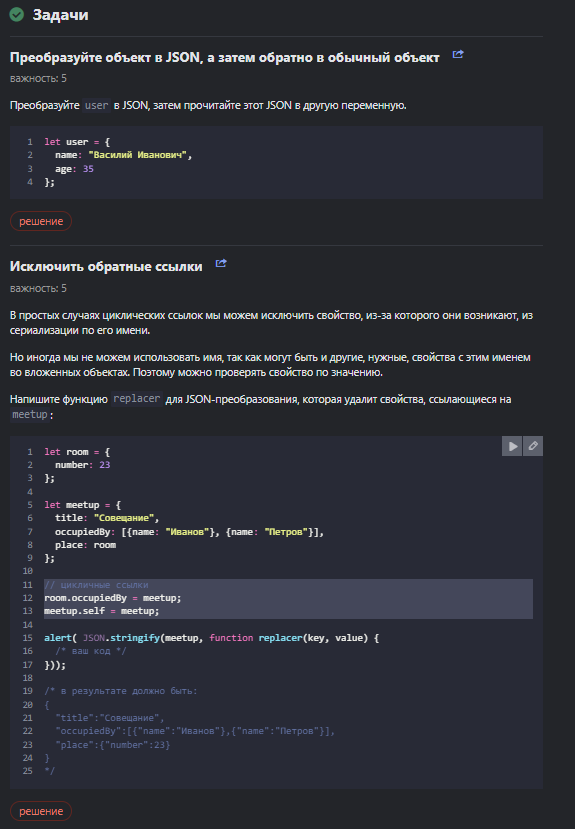 Задачи
Преобразуйте объект в JSON, а затем обратно в обычный объект
важность: 5
Преобразуйте user в JSON, затем прочитайте этот JSON в другую переменную.
1 let user = {
2   name: "Василий Иванович",
3   age: 35
4 };
решение
Исключить обратные ссылки
важность: 5
В простых случаях циклических ссылок мы можем исключить свойство, из-за которого они возникают, из
сериализации по его имени.
Но иногда мы не можем использовать имя, так как могут быть и другие, нужные, свойства с этим именем
во вложенных объектах. Поэтому можно проверять свойство по значению.
Напишите функцию replacer для JSON-преобразования, которая удалит свойства, ссылающиеся на
meetup :
1 let room = {
2   number: 23
3 };
4
5 let meetup = {
6   title: "Совещание",
7   occupiedBy: [{name: "Иванов"}, {name: "Петров"}],
8   place: room
9 };
10
11 // цикличные ссылки
12 room.occupiedBy = meetup;
13 meetup.self = meetup;
14
15 alert( JSON.stringify(meetup, function replacer(key, value) {
16   /* ваш код */
17 }));
18
19 /* в результате должно быть:
20 {
21   "title":"Совещание",
22   "occupiedBy":[{"name":"Иванов"},{"name":"Петров"}],
23   "place":{"number":23}
24 }
25 */
решение